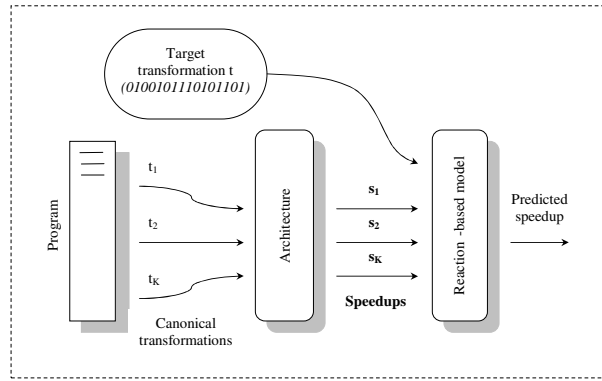 Target
transformation t
(0100101110101101)
Program
t1
t2
tK
Canonical
transformations
Architecture
s1
s2
sK
Speedups
Reaction -based model
Predicted
speedup